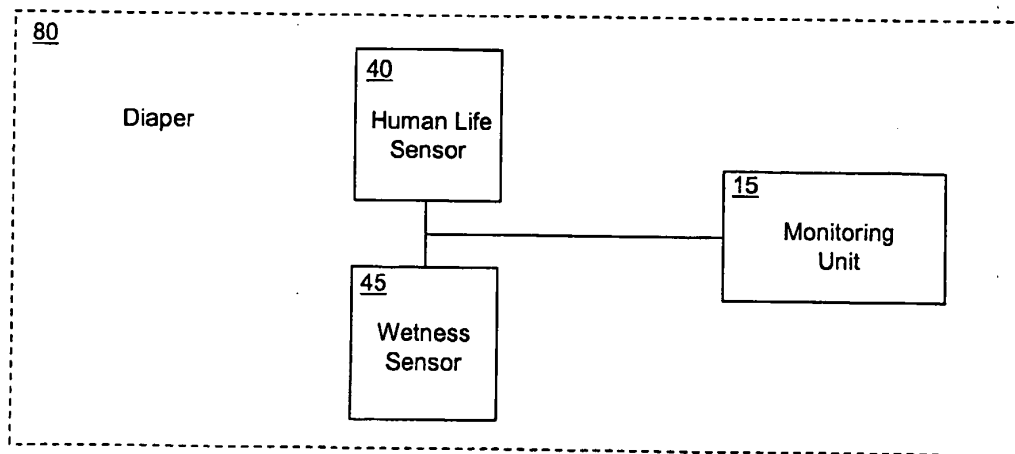 80
Diaper
40
Human Life
Sensor
15
Monitoring
Unit
45
Wetness
Sensor